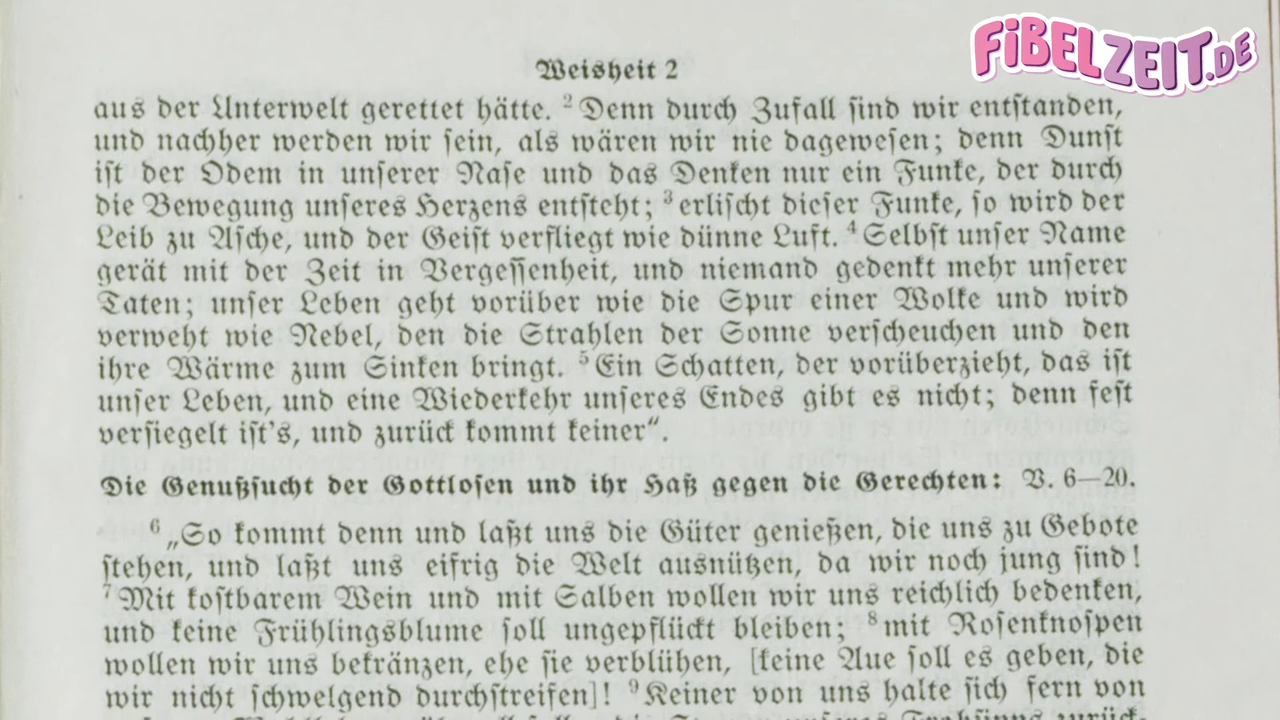 FiBELZEIT.DE
Weisheit 2
aus der Unterwelt gerettet hätte. ² Denn durch Zufall sind wir entstanden,
und nachher werden wir sein, als wären wir nie dagewesen; denn Dunst
ist der Odem in unserer Nase und das Denken nur ein Funke, der durch
die Bewegung unseres Herzens entsteht; ³ erlischt dieser Funke, so wird der
Leib zu Asche, und der Geist verfliegt wie dünne Luft. ⁴ Selbst unser Name
gerät mit der Zeit in Vergessenheit, und niemand gedenkt mehr unserer
Taten; unser Leben geht vorüber wie die Spur einer Wolke und wird
verweht wie Nebel, den die Strahlen der Sonne verscheuchen und den
ihre Wärme zum Sinken bringt. ⁵ Ein Schatten, der vorüberzieht, das ist
unser Leben, und eine Wiederkehr unseres Endes gibt es nicht; denn fest
versiegelt ist's, und zurück kommt keiner“.
Die Genußsucht der Gottlosen und ihr Haß gegen die Gerechten: V. 6—20.
⁶ „So kommt denn und laßt uns die Güter genießen, die uns zu Gebote
stehen, und laßt uns eifrig die Welt ausnützen, da wir noch jung sind!
⁷ Mit kostbarem Wein und mit Salben wollen wir uns reichlich bedenken,
und keine Frühlingsblume soll ungepflückt bleiben; ⁸ mit Rosenknospen
wollen wir uns bekränzen, ehe sie verblühen, [keine Aue soll es geben, die
wir nicht schwelgend durchstreifen]! ⁹ Keiner von uns halte sich fern von